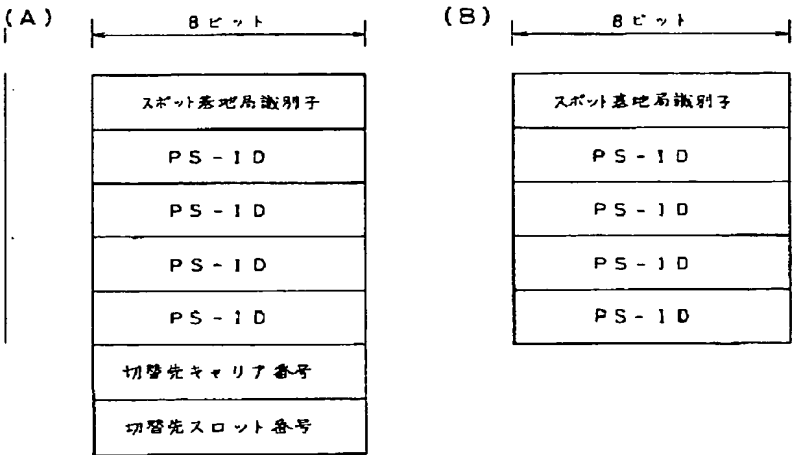 (A)
8ビット
スポット基地局識別子
PS-ID
PS-ID
PS-ID
PS-ID
切替先キャリア番号
切替先スロット番号
(B)
8ビット
スポット基地局識別子
PS-ID
PS-ID
PS-ID
PS-ID